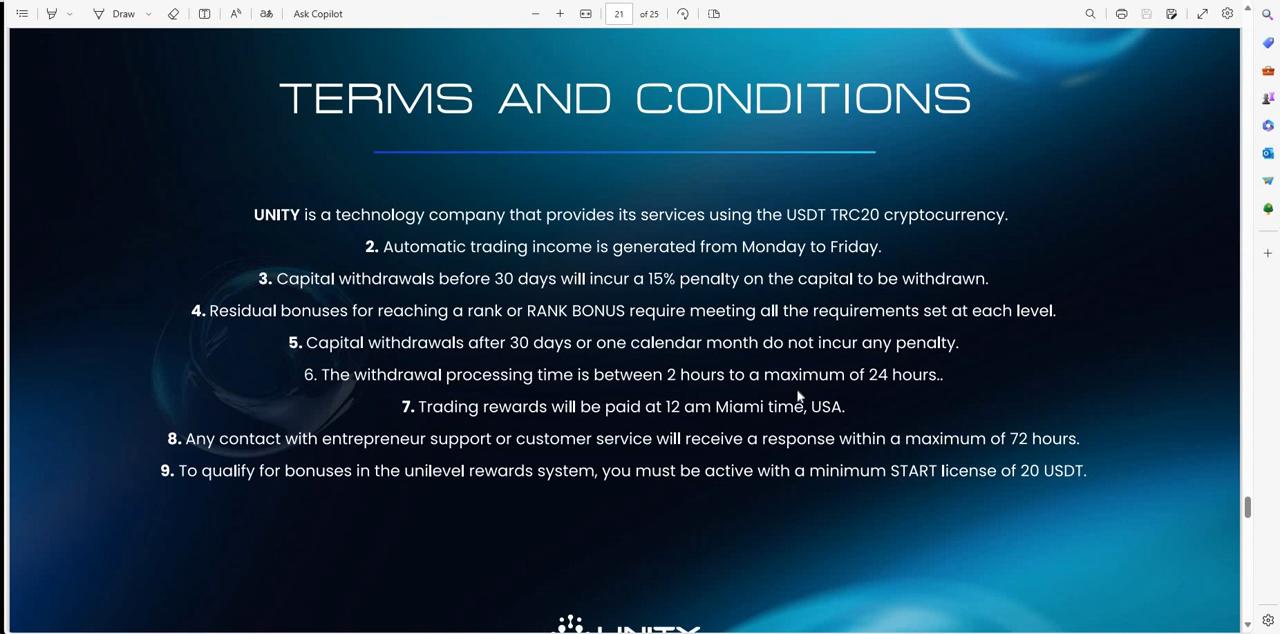 Draw
Ask Copilot
21 of 25
TERMS AND CONDITIONS
UNITY is a technology company that provides its services using the USDT TRC20 cryptocurrency.
2. Automatic trading income is generated from Monday to Friday.
3. Capital withdrawals before 30 days will incur a 15% penalty on the capital to be withdrawn.
4. Residual bonuses for reaching a rank or RANK BONUS require meeting all the requirements set at each level.
5. Capital withdrawals after 30 days or one calendar month do not incur any penalty.
6. The withdrawal processing time is between 2 hours to a maximum of 24 hours..
7. Trading rewards will be paid at 12 am Miami time, USA.
8. Any contact with entrepreneur support or customer service will receive a response within a maximum of 72 hours.
9. To qualify for bonuses in the unilevel rewards system, you must be active with a minimum START license of 20 USDT.
UNITY